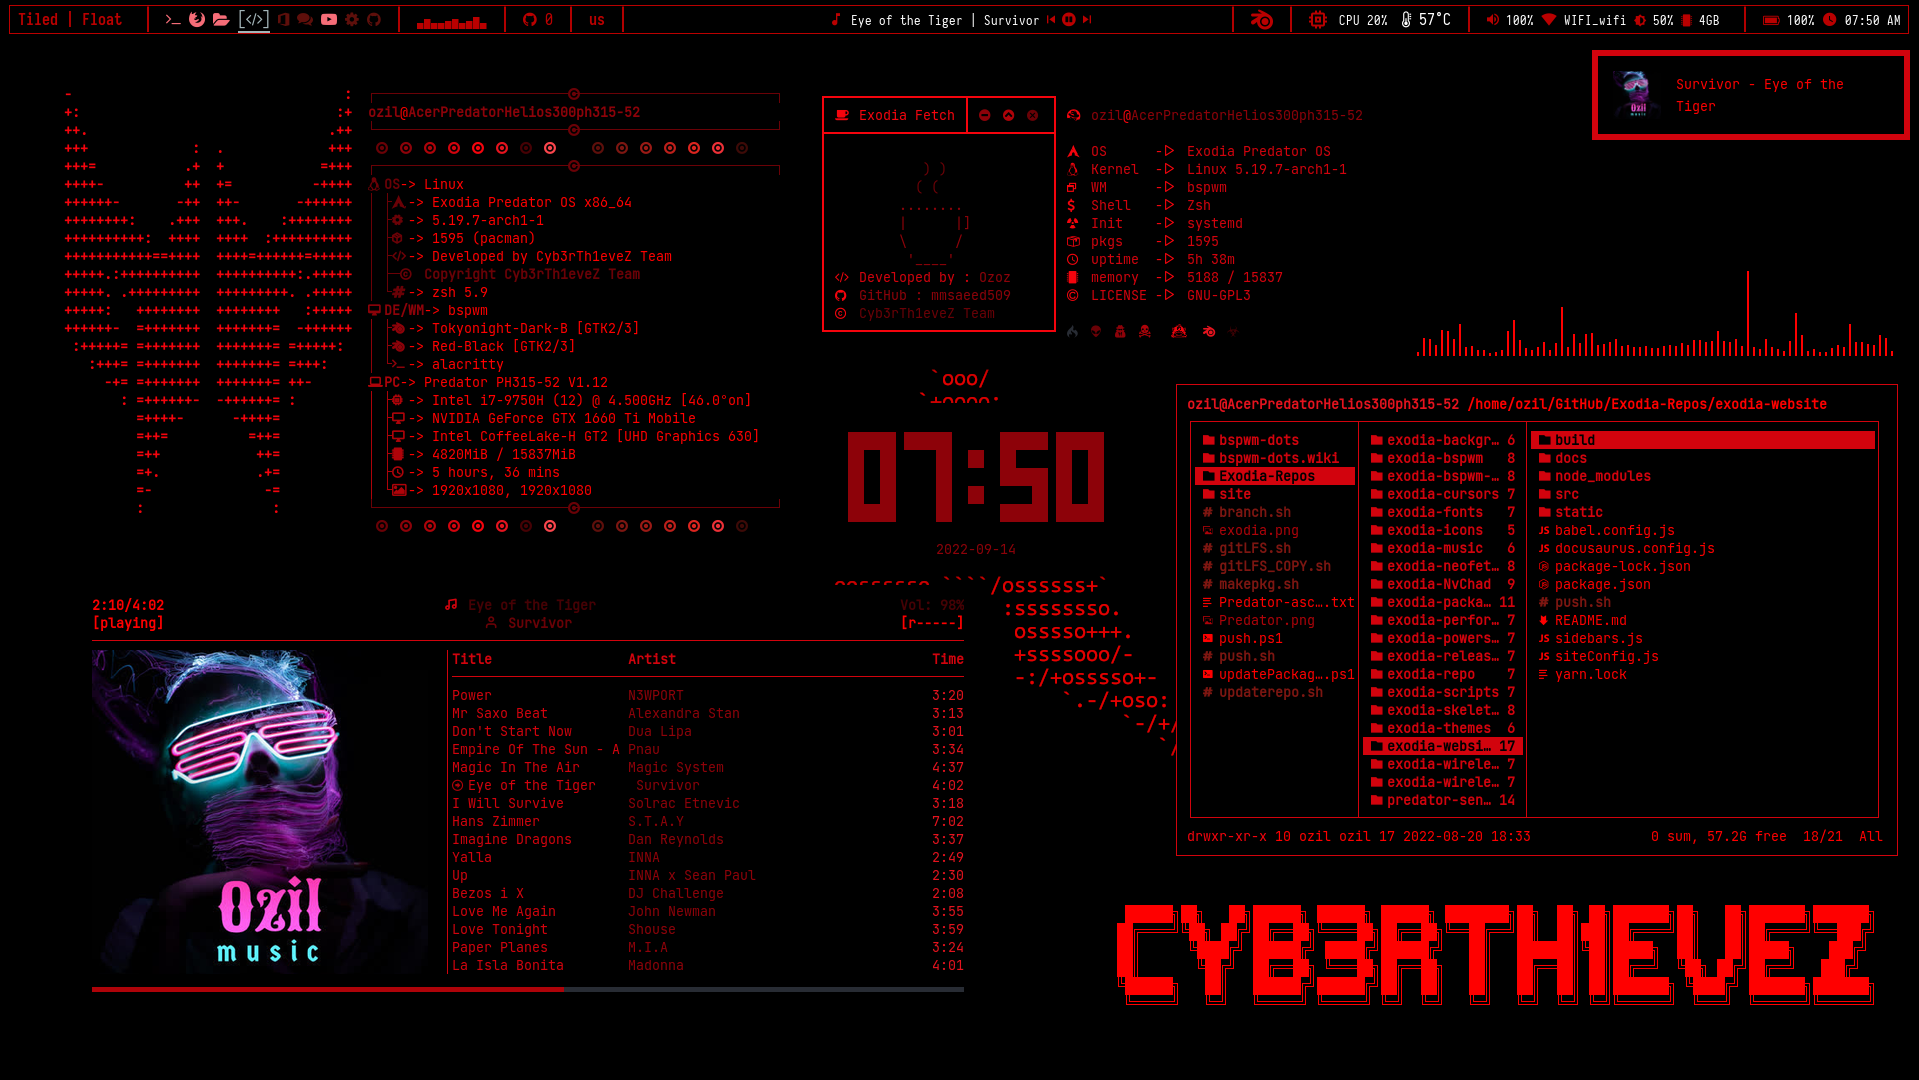 Tiled | Float
0
us
Eye of the Tiger | Survivor
CPU 20% 57°C
100% WIFI_wifi 50% 4GB
100% 07:50 AM
Survivor - Eye of the
Tiger
ozil@AcerPredatorHelios300ph315-52
OS-> Linux
-> Exodia Predator OS x86_64
-> 5.19.7-arch1-1
-> 1595 (pacman)
-> Developed by Cyb3rTh1eveZ Team
Copyright Cyb3rTh1eveZ Team
-> zsh 5.9
DE/WM-> bspwm
-> Tokyonight-Dark-B [GTK2/3]
-> Red-Black [GTK2/3]
-> alacritty
PC-> Predator PH315-52 V1.12
-> Intel i7-9750H (12) @ 4.500GHz [46.0°on]
-> NVIDIA GeForce GTX 1660 Ti Mobile
-> Intel CoffeeLake-H GT2 [UHD Graphics 630]
-> 4820MiB / 15837MiB
-> 5 hours, 36 mins
-> 1920x1080, 1920x1080
Exodia Fetch
Developed by : Ozoz
GitHub : mmsaeed509
Cyb3rTh1eveZ Team
ozil@AcerPredatorHelios300ph315-52
OS -▷ Exodia Predator OS
Kernel -▷ Linux 5.19.7-arch1-1
WM -▷ bspwm
Shell -▷ Zsh
Init -▷ systemd
pkgs -▷ 1595
uptime -▷ 5h 38m
memory -▷ 5188 / 15837
LICENSE -▷ GNU-GPL3
07:50
2022-09-14
2:10/4:02 Eye of the Tiger Vol: 98%
[playing] Survivor [r-----]
Title Artist Time
Power N3WPORT 3:20
Mr Saxo Beat Alexandra Stan 3:13
Don't Start Now Dua Lipa 3:01
Empire Of The Sun - A Pnau 3:34
Magic In The Air Magic System 4:37
Eye of the Tiger Survivor 4:02
I Will Survive Solrac Etnevic 3:18
Hans Zimmer S.T.A.Y 7:02
Imagine Dragons Dan Reynolds 3:37
Yalla INNA 2:49
Up INNA x Sean Paul 2:30
Bezos i X DJ Challenge 2:08
Love Me Again John Newman 3:55
Love Tonight Shouse 3:59
Paper Planes M.I.A 3:24
La Isla Bonita Madonna 4:01
Ozil
music
ozil@AcerPredatorHelios300ph315-52 /home/ozil/GitHub/Exodia-Repos/exodia-website
bspwm-dots
bspwm-dots.wiki
Exodia-Repos
site
branch.sh
exodia.png
gitLFS.sh
gitLFS_COPY.sh
makepkg.sh
Predator-asc….txt
Predator.png
push.ps1
push.sh
updatePackag….ps1
updaterepo.sh
exodia-backgr… 6
exodia-bspwm 8
exodia-bspwm-… 8
exodia-cursors 7
exodia-fonts 7
exodia-icons 5
exodia-music 6
exodia-neofet… 8
exodia-NvChad 9
exodia-packa… 11
exodia-perfor… 7
exodia-powers… 7
exodia-releas… 7
exodia-repo 7
exodia-scripts 7
exodia-skelet… 8
exodia-themes 6
exodia-websi… 17
exodia-wirele… 7
exodia-wirele… 7
predator-sen… 14
build
docs
node_modules
src
static
babel.config.js
docusaurus.config.js
package-lock.json
package.json
push.sh
README.md
sidebars.js
siteConfig.js
yarn.lock
drwxr-xr-x 10 ozil ozil 17 2022-08-20 18:33 0 sum, 57.2G free 18/21 All
CYB3RTH1EVEZ